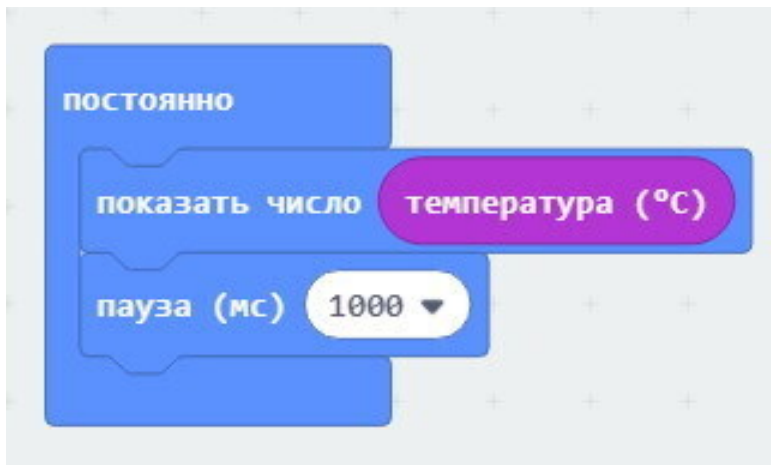 постоянно
показать число температура (°C)
пауза (мс) 1000